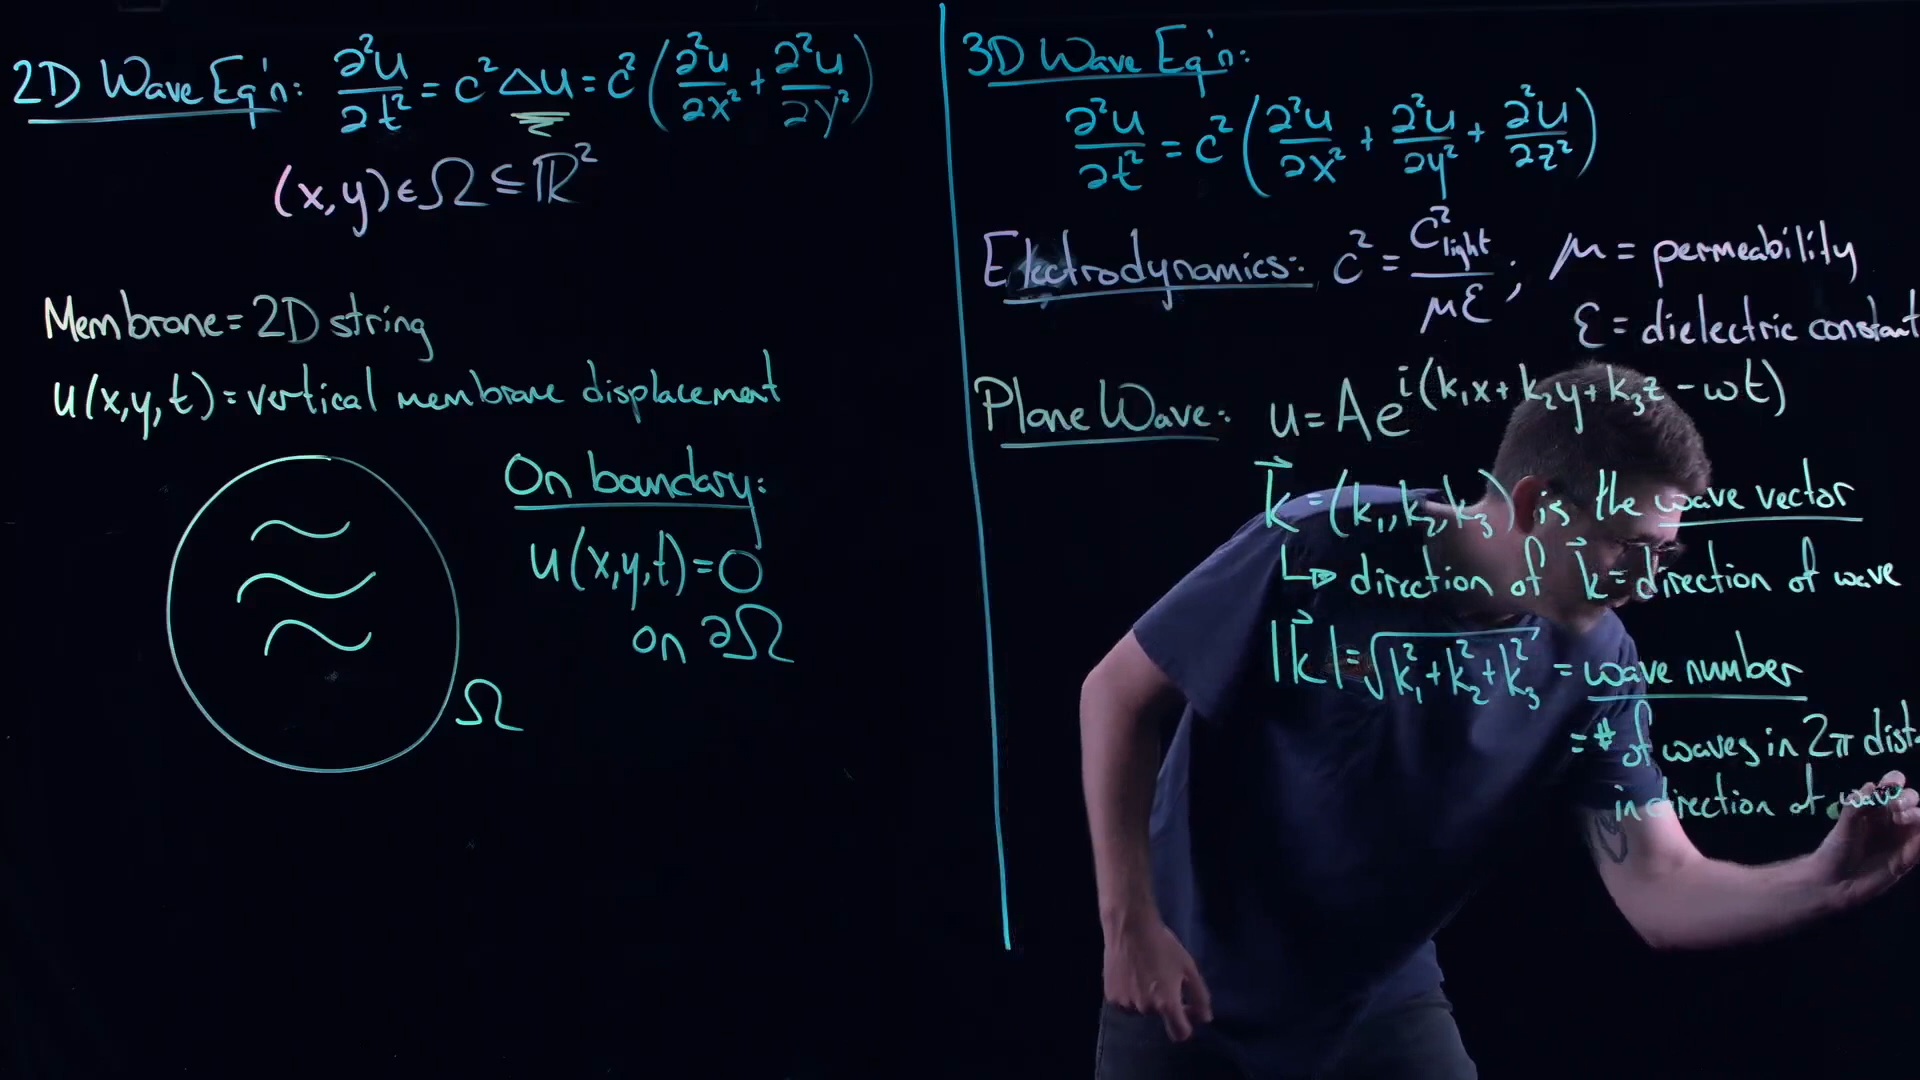 2D Wave Eq'n: ∂²u/∂t² = c² Δu = c² (∂²u/∂x² + ∂²u/∂y²)
(x,y) ∈ Ω ⊆ ℝ²
Membrane = 2D string
u(x,y,t) = vertical membrane displacement
On boundary:
u(x,y,t) = 0
on ∂Ω
Ω
3D Wave Eq'n:
∂²u/∂t² = c² (∂²u/∂x² + ∂²u/∂y² + ∂²u/∂z²)
Electrodynamics: c² = c²light/με ; μ = permeability
ε = dielectric constant
Plane Wave: u = Ae^i(k₁x + k₂y + k₃z - ωt)
k⃗ = (k₁, k₂, k₃) is the wave vector
↳ direction of k⃗ = direction of wave
|k⃗| = √k₁² + k₂² + k₃² = wave number
= # of waves in 2π dist
in direction of wav